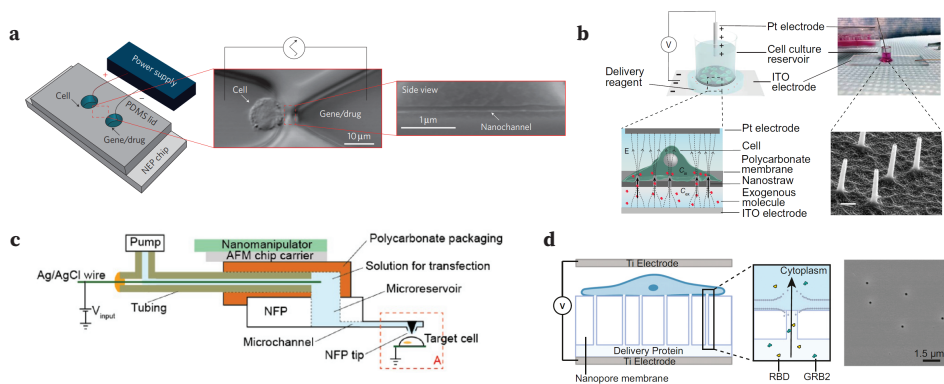 a
Power supply
+
−
Cell
PDMS lid
Gene/drug
NEP chip
Cell
Gene/drug
10 μm
Side view
1μm
Nanochannel
b
V
Pt electrode
Cell culture
reservoir
ITO
electrode
Delivery
reagent
E
Pt electrode
Cell
Polycarbonate
membrane
Nanostraw
Exogenous
molecule
ITO electrode
c
Pump
Nanomanipulator
AFM chip carrier
Polycarbonate packaging
Ag/AgCl wire
Solution for transfection
Microreservoir
Vinput
Tubing
NFP
Microchannel
NFP tip
Target cell
A
d
Ti Electrode
V
Delivery Protein
Ti Electrode
Nanopore membrane
Cytoplasm
RBD
GRB2
1.5 μm